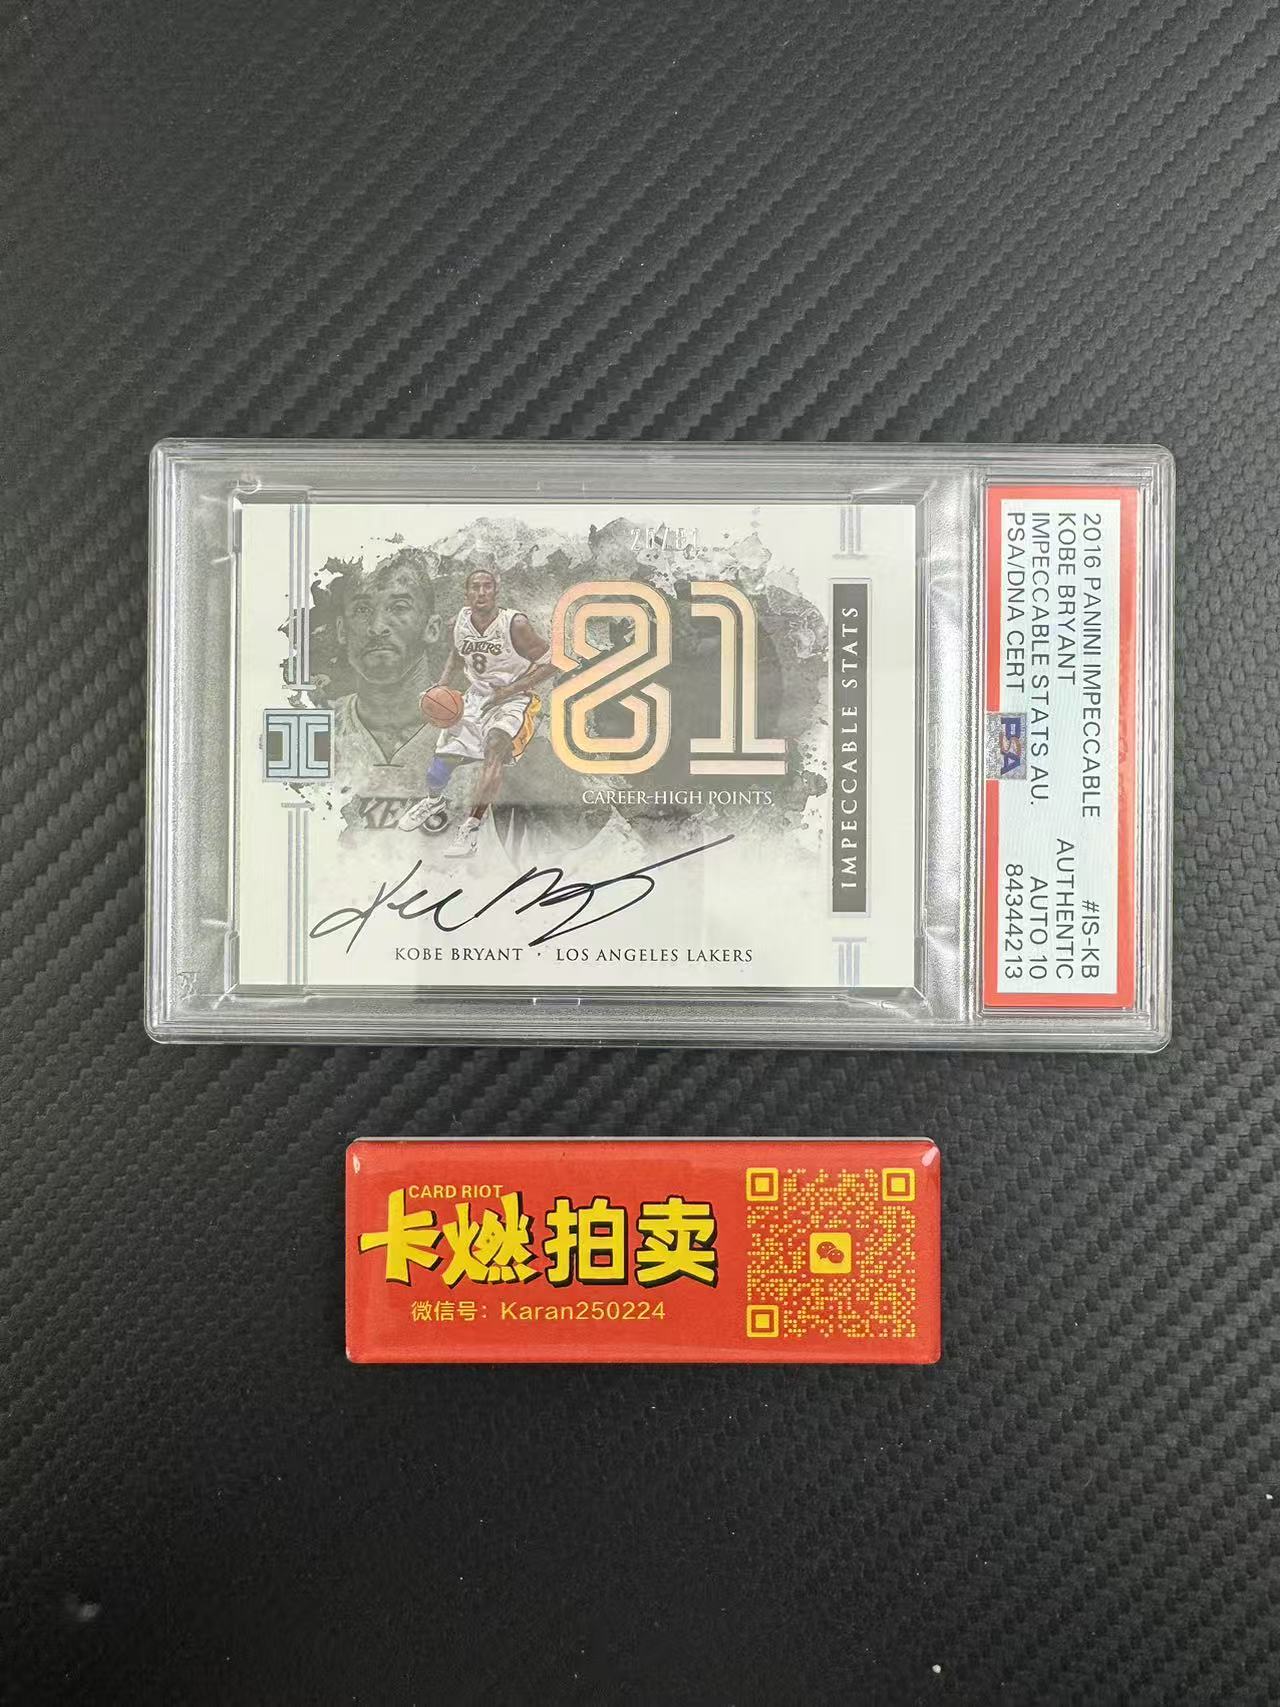 81
CAREER-HIGH POINTS
IMPECCABLE STATS
LAKERS
8
KOBE BRYANT · LOS ANGELES LAKERS
2016 PANINI IMPECCABLE #IS-KB
KOBE BRYANT AUTHENTIC
IMPECCABLE STATS AU. AUTO 10
PSA/DNA CERT 84344213
PSA
CARD RIOT
卡燃拍卖
微信号：Karan250224